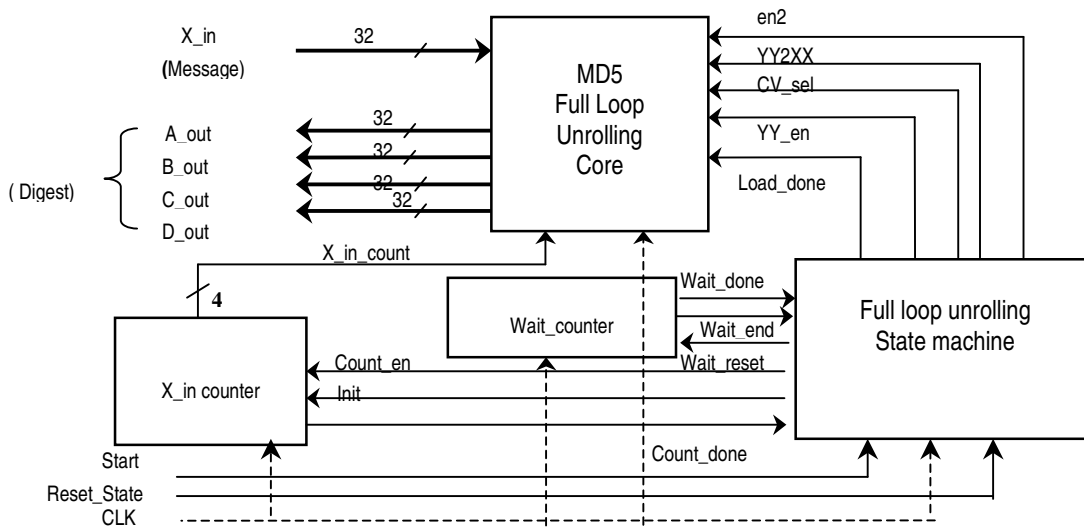 X_in
(Message)
32
MD5
Full Loop
Unrolling
Core
en2
YY2XX
CV_sel
YY_en
Load_done
( Digest)
A_out
B_out
C_out
D_out
32
32
32
32
X_in_count
4
Wait_counter
Wait_done
Wait_end
Wait_reset
Full loop unrolling
State machine
X_in counter
Count_en
Init
Count_done
Start
Reset_State
CLK